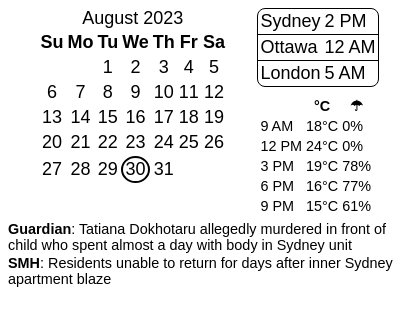 August 2023
Su Mo Tu We Th Fr Sa
1 2 3 4 5
6 7 8 9 10 11 12
13 14 15 16 17 18 19
20 21 22 23 24 25 26
27 28 29 30 31
Sydney 2 PM
Ottawa 12 AM
London 5 AM
°C ☂
9 AM 18°C 0%
12 PM 24°C 0%
3 PM 19°C 78%
6 PM 16°C 77%
9 PM 15°C 61%
Guardian: Tatiana Dokhotaru allegedly murdered in front of
child who spent almost a day with body in Sydney unit
SMH: Residents unable to return for days after inner Sydney
apartment blaze